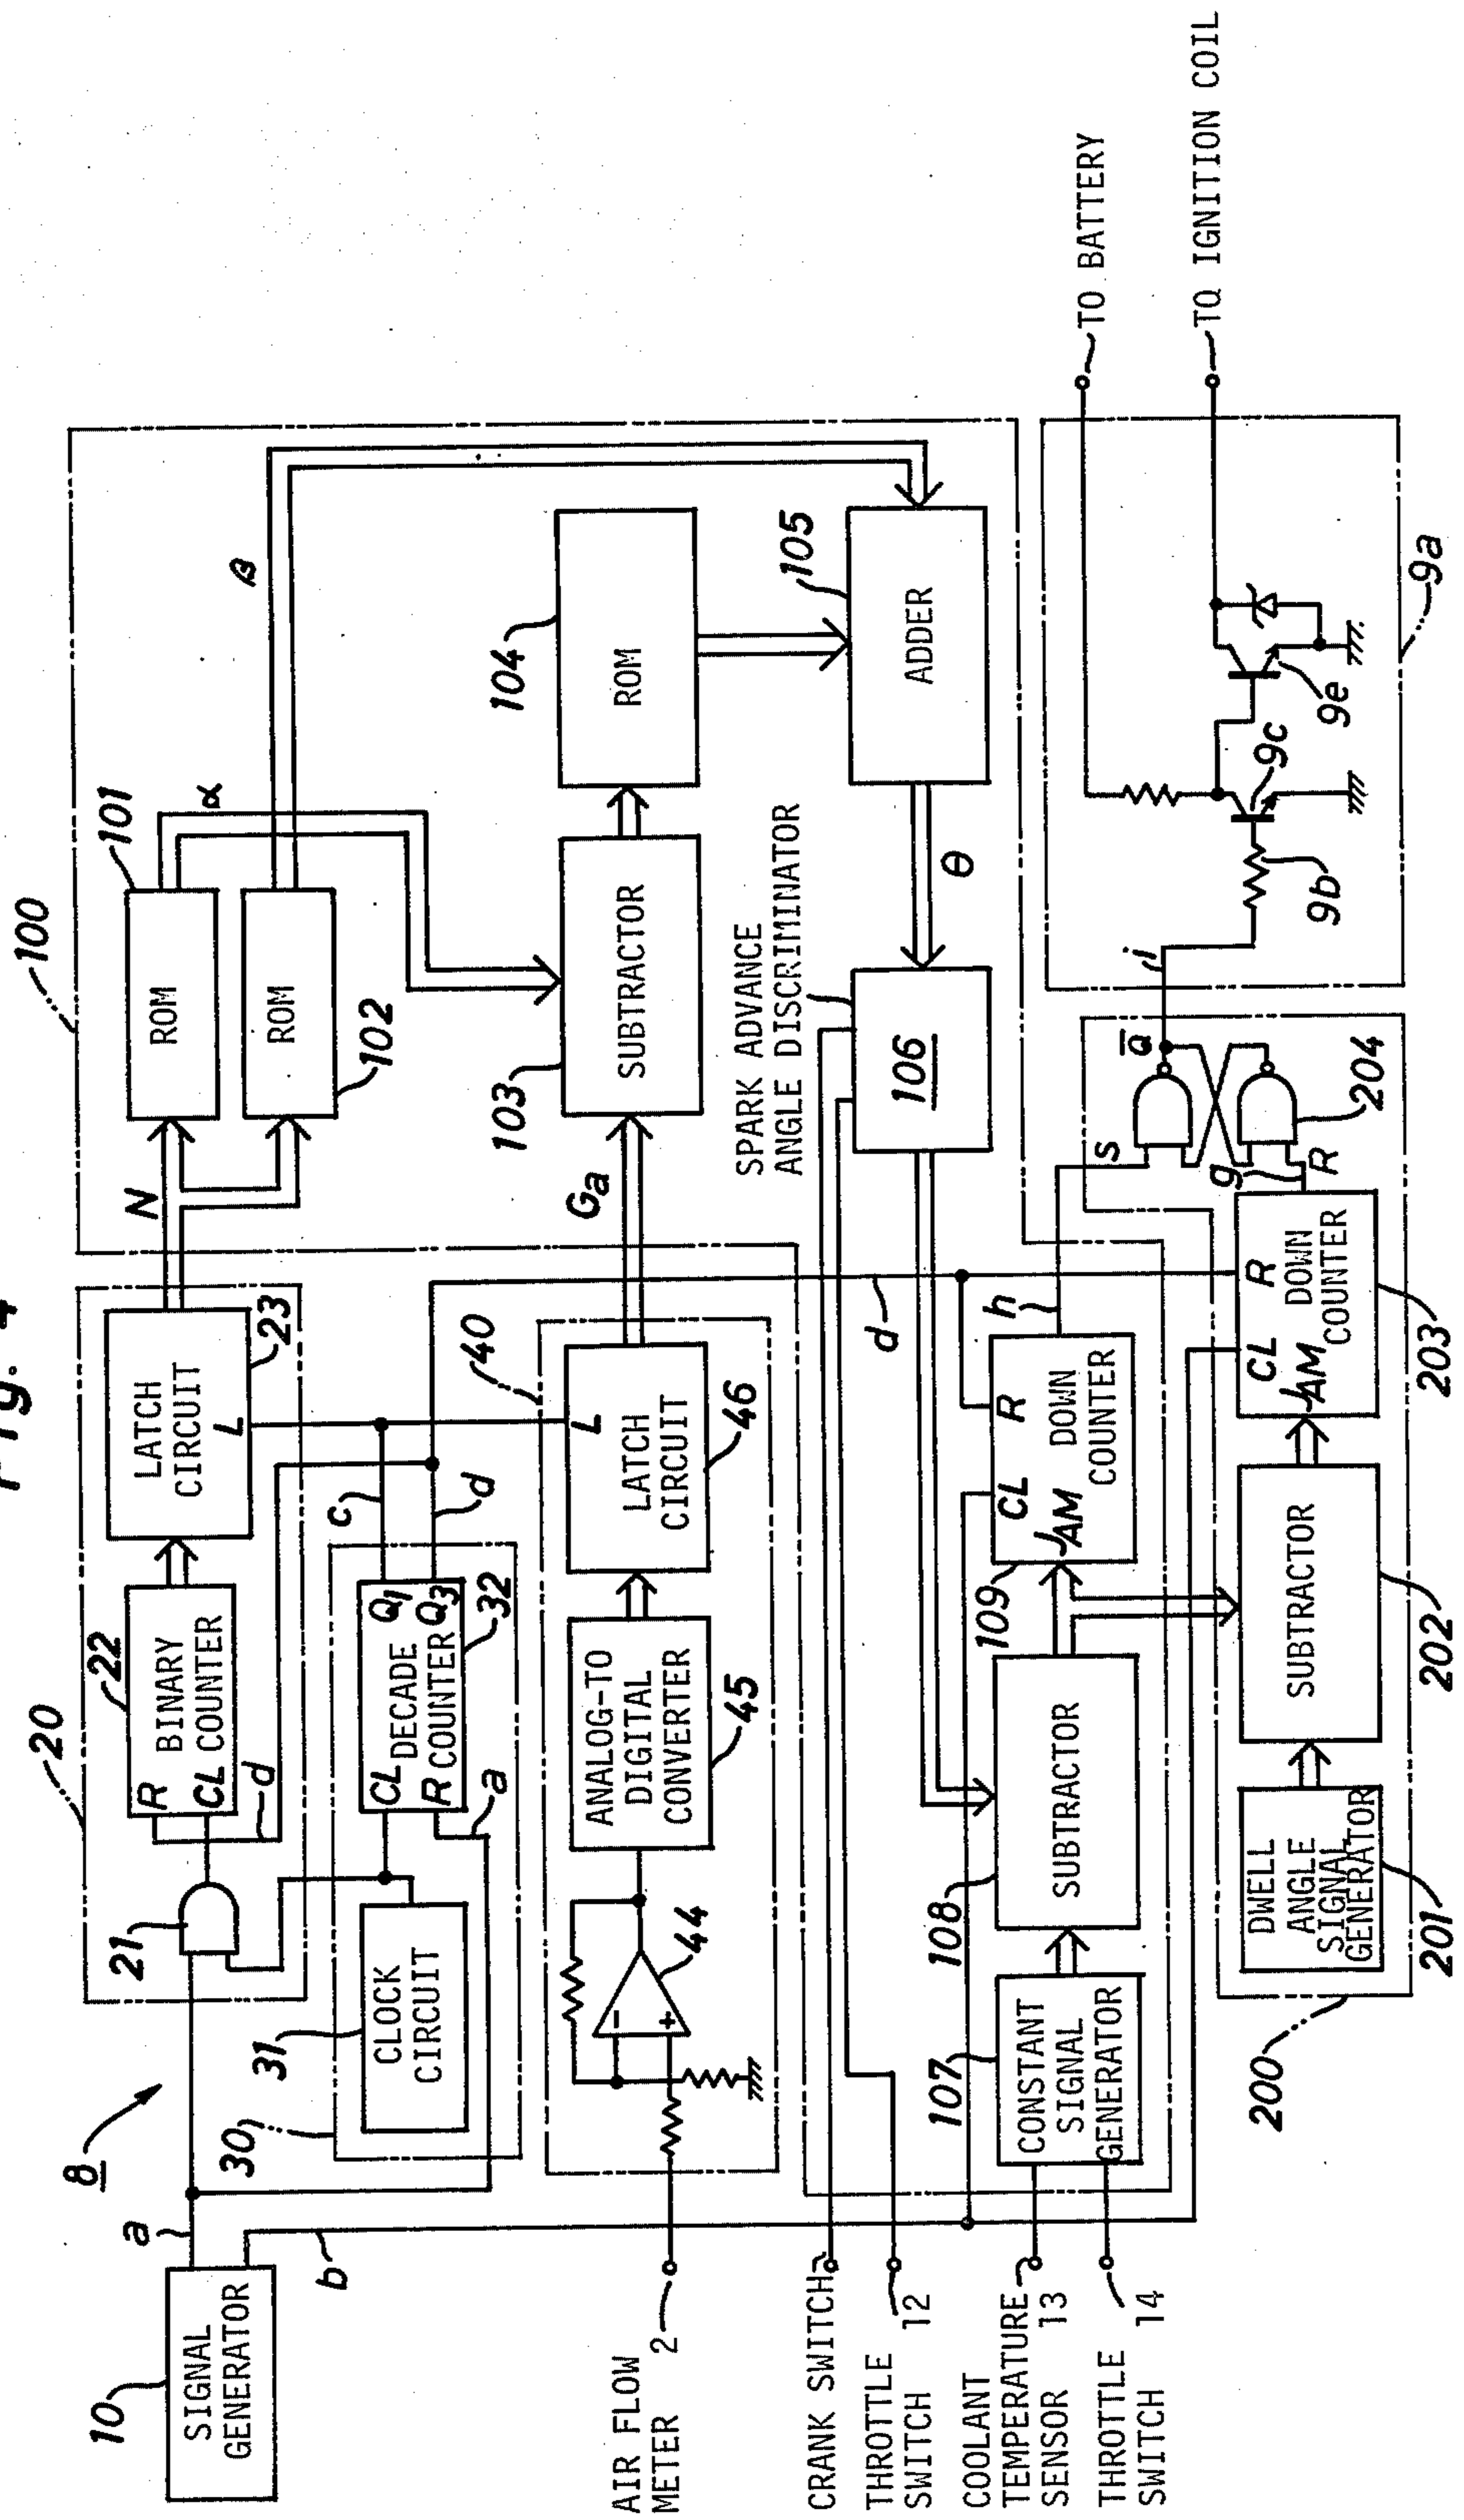 Fig. 4
8
10
SIGNAL
GENERATOR
a
b
20
21
22
R
BINARY
CL
COUNTER
d
LATCH
CIRCUIT
L
23
30
31
CLOCK
CIRCUIT
CL
DECADE
R
COUNTER
Q1
Q3
32
a
c
d
40
AIR FLOW
METER 2
44
-
+
ANALOG-TO
DIGITAL
CONVERTER
45
LATCH
CIRCUIT
L
46
100
N
ROM
101
ROM
102
α
β
Ga
103
SUBTRACTOR
104
ROM
105
ADDER
θ
SPARK ADVANCE
ANGLE DISCRIMINATOR
106
CRANK SWITCH
THROTTLE
SWITCH 12
COOLANT
TEMPERATURE
SENSOR 13
THROTTLE
SWITCH 14
107
CONSTANT
SIGNAL
GENERATOR
108
SUBTRACTOR
109
CL
R
JAM
DOWN
COUNTER
d
h
200
DWELL
ANGLE
SIGNAL
GENERATOR
201
SUBTRACTOR
202
CL
R
JAM
DOWN
COUNTER
203
S
g
R
Q̅
204
i
9a
9b
9c
9e
TO BATTERY
TO IGNITION COIL